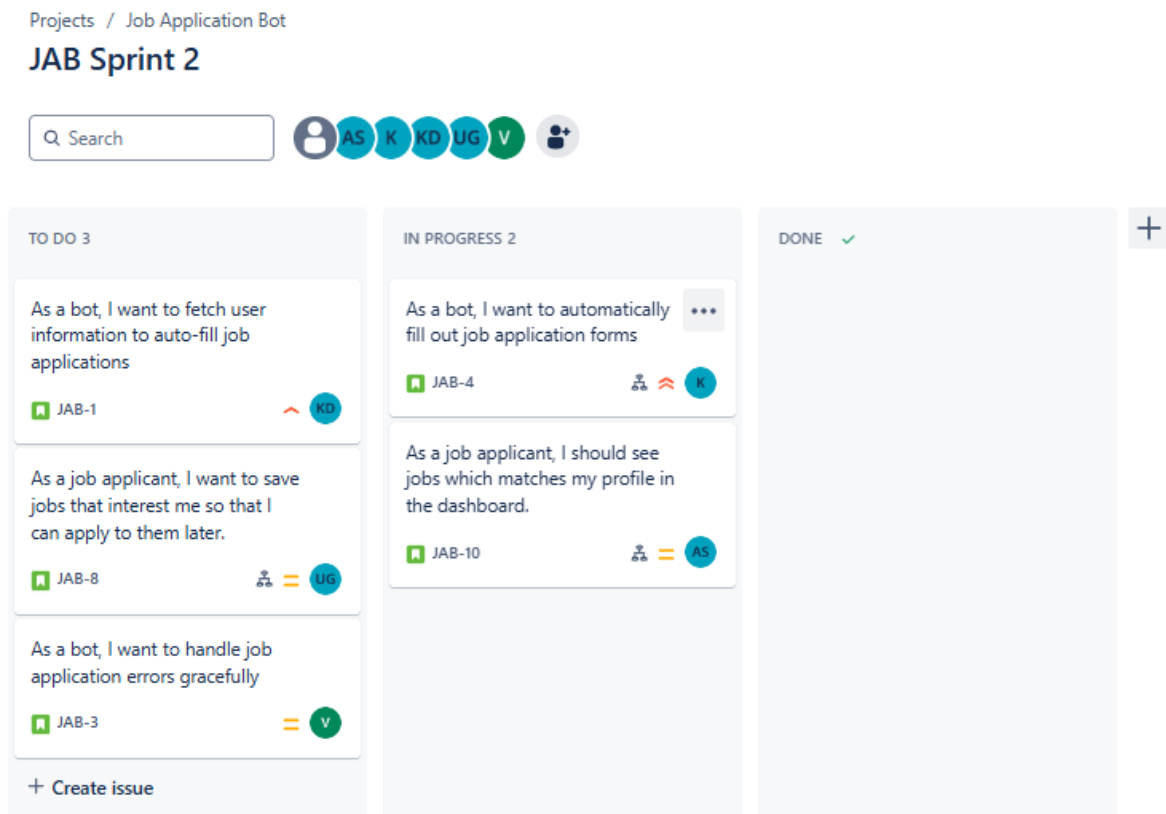 Projects / Job Application Bot
JAB Sprint 2
Search
AS K KD UG V
TO DO 3
As a bot, I want to fetch user
information to auto-fill job
applications
JAB-1
KD
As a job applicant, I want to save
jobs that interest me so that I
can apply to them later.
JAB-8
UG
As a bot, I want to handle job
application errors gracefully
JAB-3
V
+ Create issue
IN PROGRESS 2
As a bot, I want to automatically
fill out job application forms
JAB-4
K
As a job applicant, I should see
jobs which matches my profile in
the dashboard.
JAB-10
AS
DONE